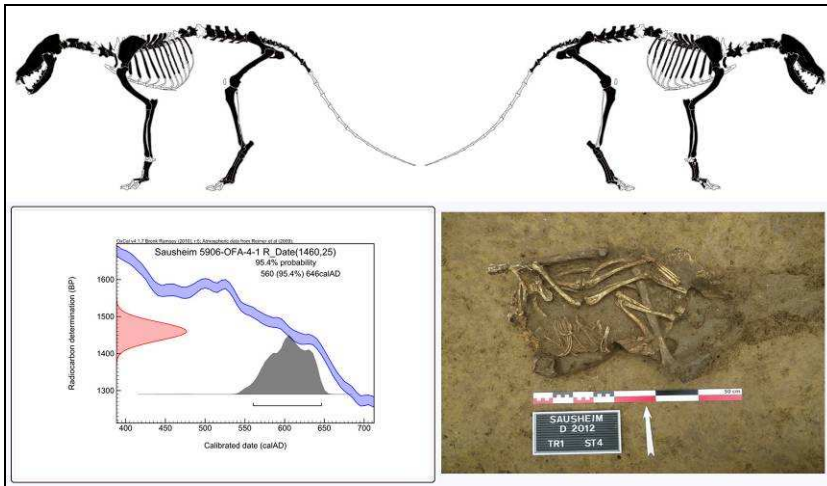 OxCal v4.1.7 Bronk Ramsey (2010); r:5; Atmospheric data from Reimer et al (2009);
Sausheim 5906-OFA-4-1 R_Date(1460,25)
95.4% probability
560 (95.4%) 646calAD
Radiocarbon determination (BP)
1600
1500
1400
1300
400 450 500 550 600 650 700
Calibrated date (calAD)
50 cm
SAUSHEIM
D 2012
TR1 ST4